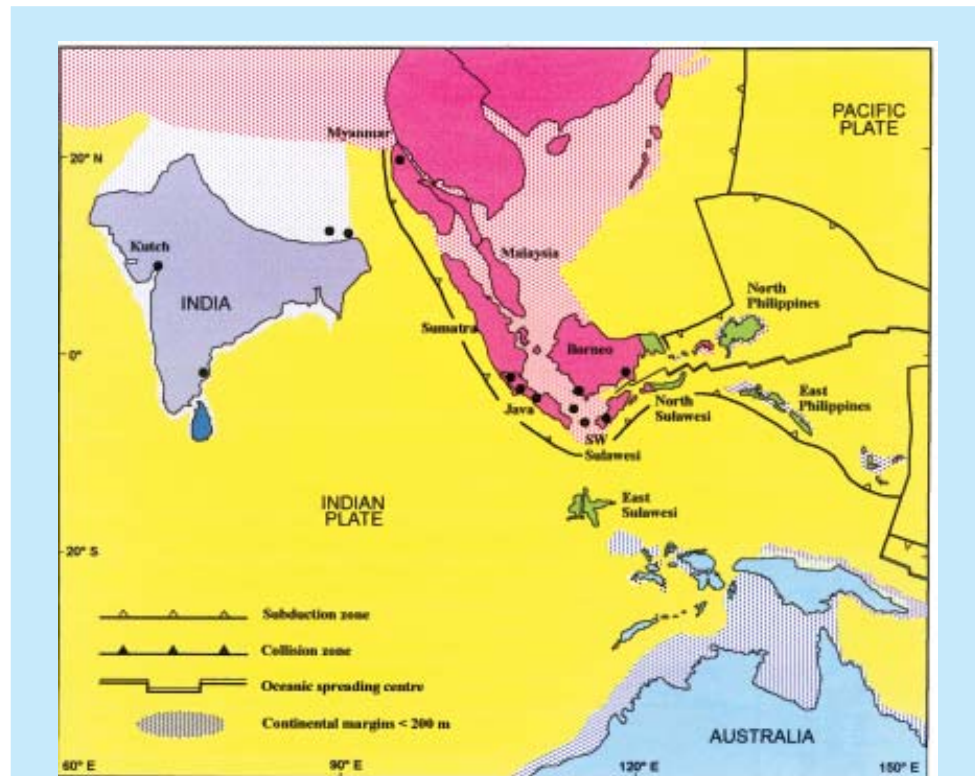 PACIFIC
PLATE
Myanmar
20° N
Kutch
Malaysia
INDIA
North
Philippines
Sumatra
0°
Borneo
East
Philippines
Java
North
Sulawesi
SW
Sulawesi
INDIAN
PLATE
East
Sulawesi
20° S
Subduction zone
Collision zone
Oceanic spreading centre
Continental margins < 200 m
AUSTRALIA
60° E
90° E
120° E
150° E